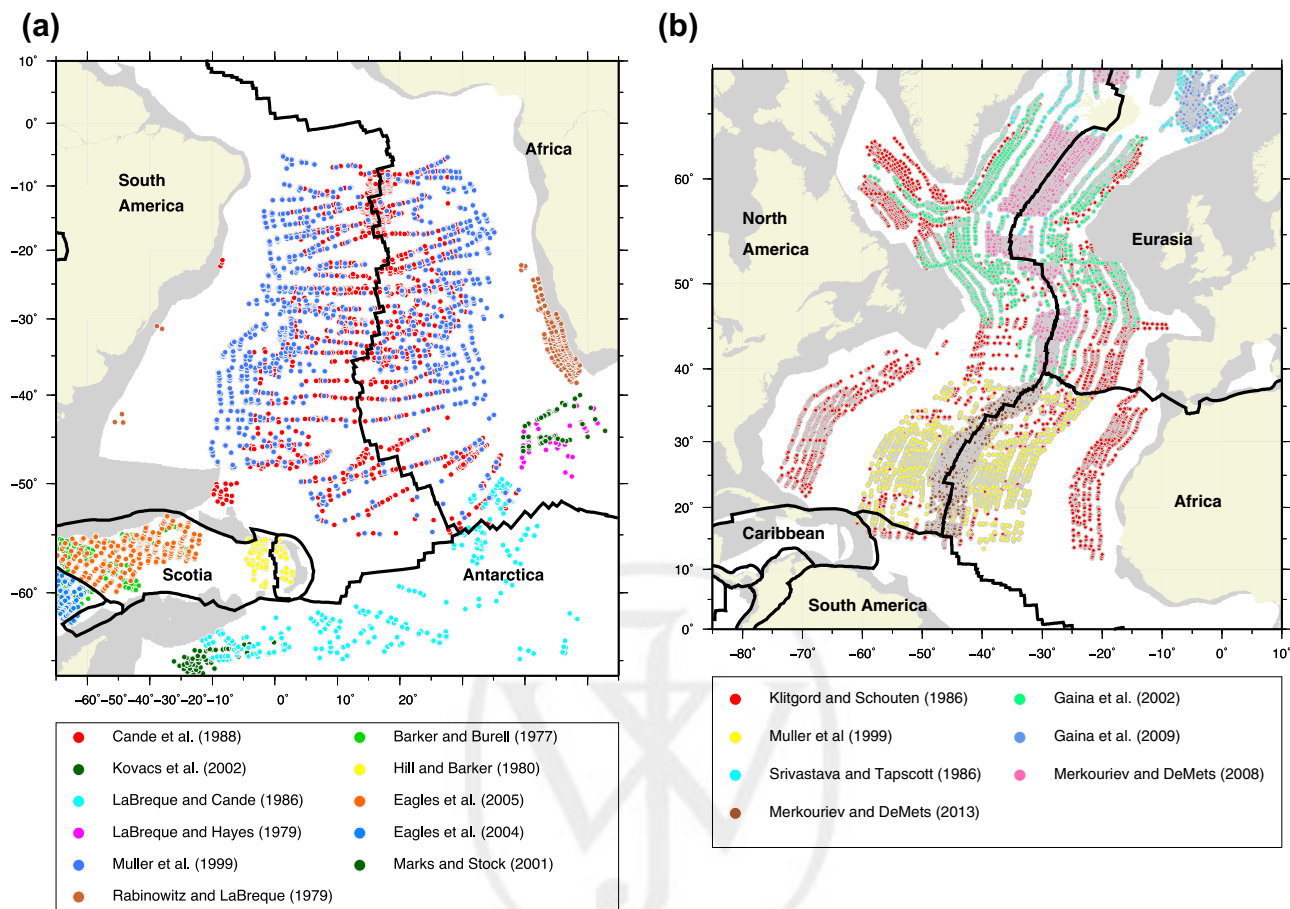 (a)
10°
0°
−10°
−20°
−30°
−40°
−50°
−60°
−60° −50° −40° −30° −20° −10° 0° 10° 20°
South
America
Africa
Scotia
Antarctica
Cande et al. (1988)
Kovacs et al. (2002)
LaBreque and Cande (1986)
LaBreque and Hayes (1979)
Muller et al. (1999)
Rabinowitz and LaBreque (1979)
Barker and Burell (1977)
Hill and Barker (1980)
Eagles et al. (2005)
Eagles et al. (2004)
Marks and Stock (2001)
(b)
60°
50°
40°
30°
20°
10°
0°
−80° −70° −60° −50° −40° −30° −20° −10° 0° 10°
North
America
Eurasia
Africa
Caribbean
South America
Klitgord and Schouten (1986)
Muller et al (1999)
Srivastava and Tapscott (1986)
Merkouriev and DeMets (2013)
Gaina et al. (2002)
Gaina et al. (2009)
Merkouriev and DeMets (2008)